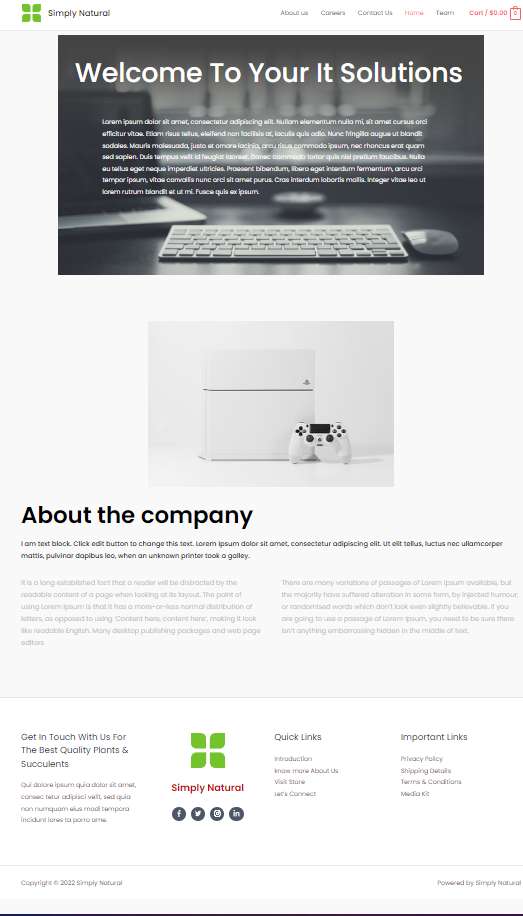 Simply Natural
About us Careers Contact Us Home Team Cart / $0.00 0
Welcome To Your It Solutions
Lorem ipsum dolor sit amet, consectetur adipiscing elit. Nullam elementum nulla mi, sit amet cursus orci
efficitur vitae. Etiam risus tellus, eleifend non facilisis at, iaculis quis odio. Nunc fringilla augue ut blandit
sodales. Mauris malesuada, justo et ornare lacinia, arcu risus commodo ipsum, nec rhoncus erat quam
sed sapien. Duis tempus velit id feugiat laoreet. Donec commodo tortor quis nisl pretium faucibus. Nulla
eu tellus eget neque imperdiet ultricies. Praesent bibendum, libero eget interdum fermentum, arcu orci
tempor ipsum, vitae convallis nunc orci sit amet purus. Cras interdum lobortis mollis. Integer vitae leo ut
lorem rutrum blandit et ut mi. Fusce quis ex ipsum.
About the company
I am text block. Click edit button to change this text. Lorem ipsum dolor sit amet, consectetur adipiscing elit. Ut elit tellus, luctus nec ullamcorper
mattis, pulvinar dapibus leo, when an unknown printer took a galley.
It is a long established fact that a reader will be distracted by the
readable content of a page when looking at its layout. The point of
using Lorem Ipsum is that it has a more-or-less normal distribution of
letters, as opposed to using 'Content here, content here', making it look
like readable English. Many desktop publishing packages and web page
editors
There are many variations of passages of Lorem Ipsum available, but
the majority have suffered alteration in some form, by injected humour,
or randomised words which don't look even slightly believable. If you
are going to use a passage of Lorem Ipsum, you need to be sure there
isn't anything embarrassing hidden in the middle of text.
Get In Touch With Us For
The Best Quality Plants &
Succulents
Qui dolore ipsum quia dolor sit amet,
consec tetur adipisci velit, sed quia
non numquam eius modi tempora
incidunt lores ta porro ame.
Simply Natural
Quick Links
Introduction
know more About Us
Visit Store
Let's Connect
Important Links
Privacy Policy
Shipping Details
Terms & Conditions
Media Kit
Copyright © 2022 Simply Natural
Powered by Simply Natural